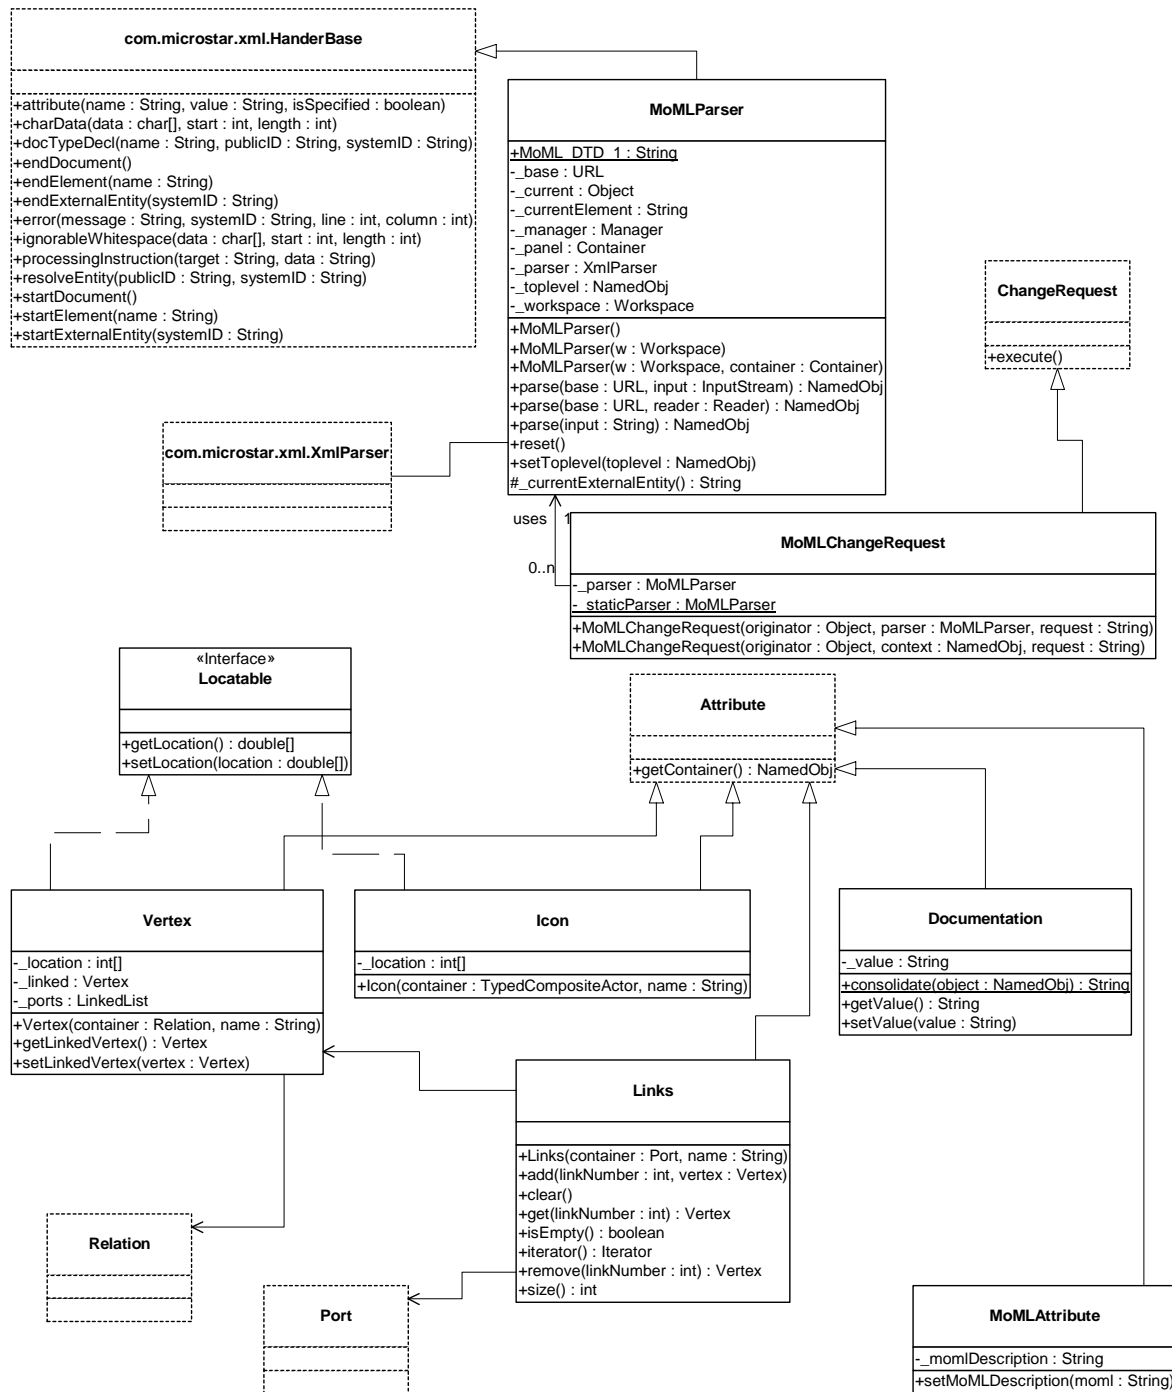 com.microstar.xml.HanderBase
+attribute(name : String, value : String, isSpecified : boolean)
+charData(data : char[], start : int, length : int)
+docTypeDecl(name : String, publicID : String, systemID : String)
+endDocument()
+endElement(name : String)
+endExternalEntity(systemID : String)
+error(message : String, systemID : String, line : int, column : int)
+ignorableWhitespace(data : char[], start : int, length : int)
+processingInstruction(target : String, data : String)
+resolveEntity(publicID : String, systemID : String)
+startDocument()
+startElement(name : String)
+startExternalEntity(systemID : String)
MoMLParser
+MoML_DTD_1 : String
-_base : URL
-_current : Object
-_currentElement : String
-_manager : Manager
-_panel : Container
-_parser : XmlParser
-_toplevel : NamedObj
-_workspace : Workspace
+MoMLParser()
+MoMLParser(w : Workspace)
+MoMLParser(w : Workspace, container : Container)
+parse(base : URL, input : InputStream) : NamedObj
+parse(base : URL, reader : Reader) : NamedObj
+parse(input : String) : NamedObj
+reset()
+setToplevel(toplevel : NamedObj)
#_currentExternalEntity() : String
ChangeRequest
+execute()
com.microstar.xml.XmlParser
uses 1
0..n
MoMLChangeRequest
-_parser : MoMLParser
-_staticParser : MoMLParser
+MoMLChangeRequest(originator : Object, parser : MoMLParser, request : String)
+MoMLChangeRequest(originator : Object, context : NamedObj, request : String)
«Interface»
Locatable
+getLocation() : double[]
+setLocation(location : double[])
Attribute
+getContainer() : NamedObj
Vertex
-_location : int[]
-_linked : Vertex
-_ports : LinkedList
+Vertex(container : Relation, name : String)
+getLinkedVertex() : Vertex
+setLinkedVertex(vertex : Vertex)
Icon
-_location : int[]
+Icon(container : TypedCompositeActor, name : String)
Documentation
-_value : String
+consolidate(object : NamedObj) : String
+getValue() : String
+setValue(value : String)
Links
+Links(container : Port, name : String)
+add(linkNumber : int, vertex : Vertex)
+clear()
+get(linkNumber : int) : Vertex
+isEmpty() : boolean
+iterator() : Iterator
+remove(linkNumber : int) : Vertex
+size() : int
Relation
Port
MoMLAttribute
-_momlDescription : String
+setMoMLDescription(moml : String)